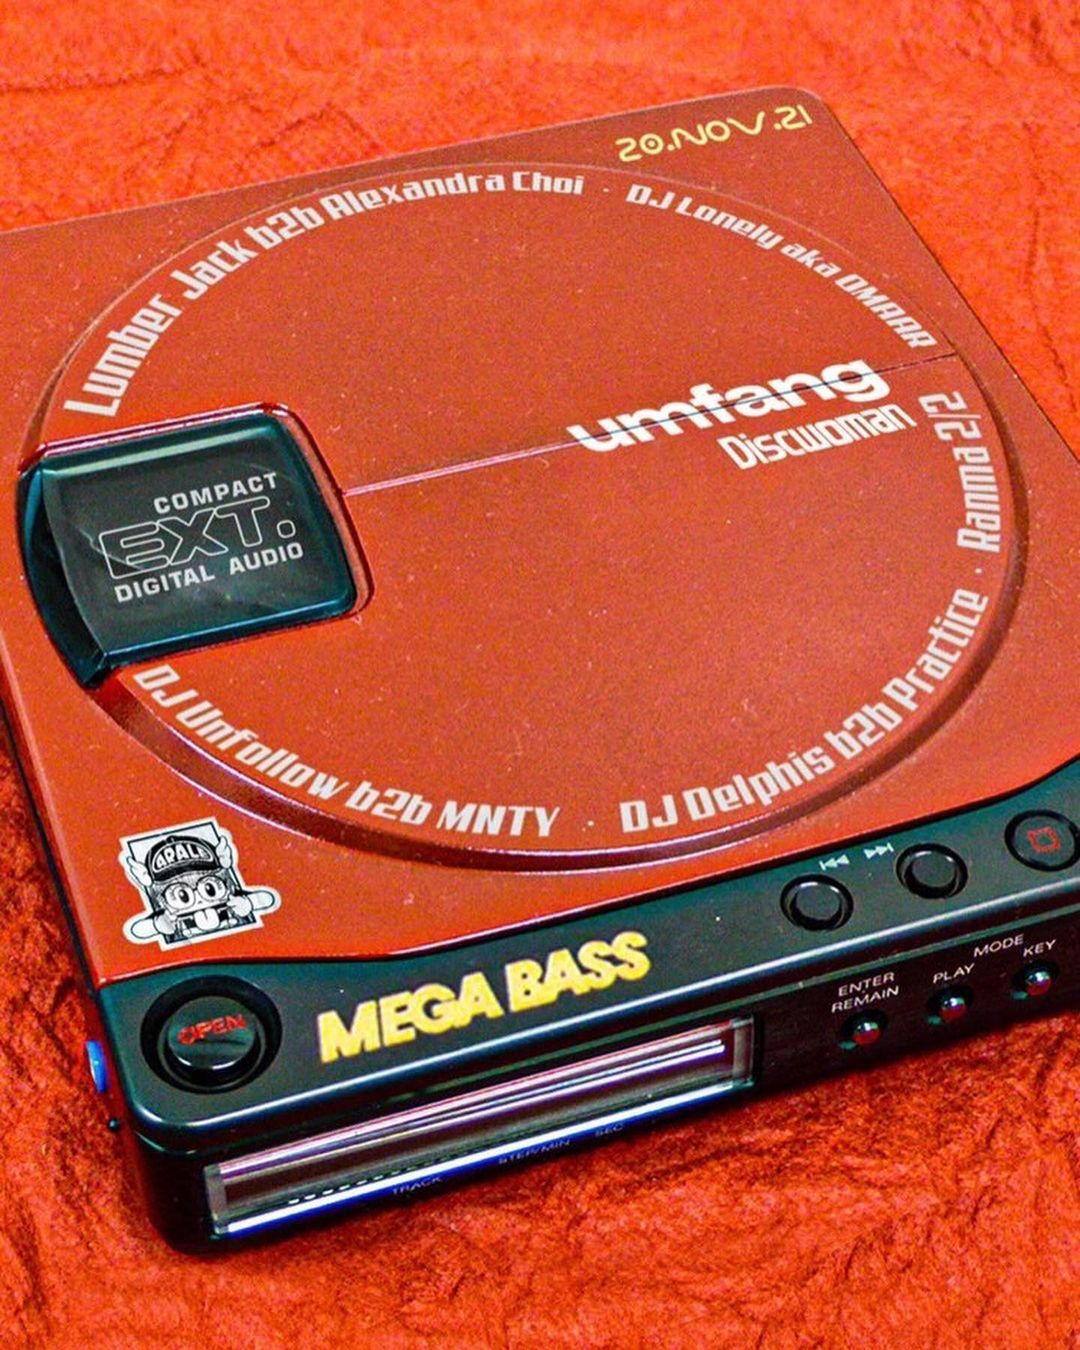 20.NOV.21
Lumber Jack b2b Alexandra Choi · DJ Lonely aka OMAAR
umfang
Discwoman
Ranma 2/2 ·
DJ Unfollow b2b MNTY · DJ Delphis b2b Practice
COMPACT
EXT.
DIGITAL AUDIO
ARALE
OPEN
MEGA BASS
MODE
ENTER
REMAIN
PLAY
KEY
TRACK STEP/MIN SEC